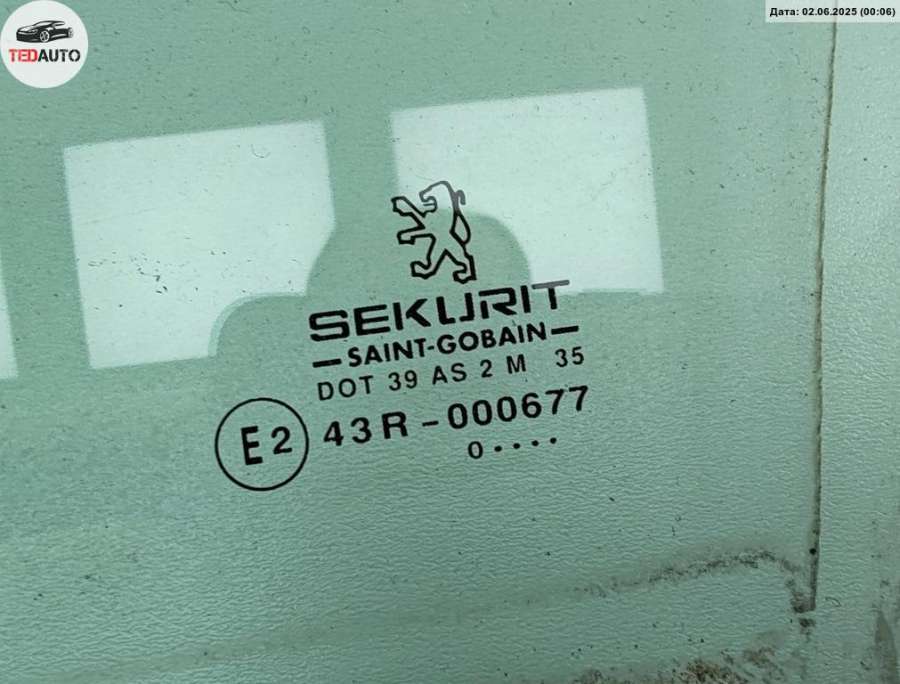 Дата: 02.06.2025 (00:06)
TEDAUTO
SEKURIT
SAINT-GOBAIN
DOT 39 AS 2 M 35
E2 43R-000677
0····